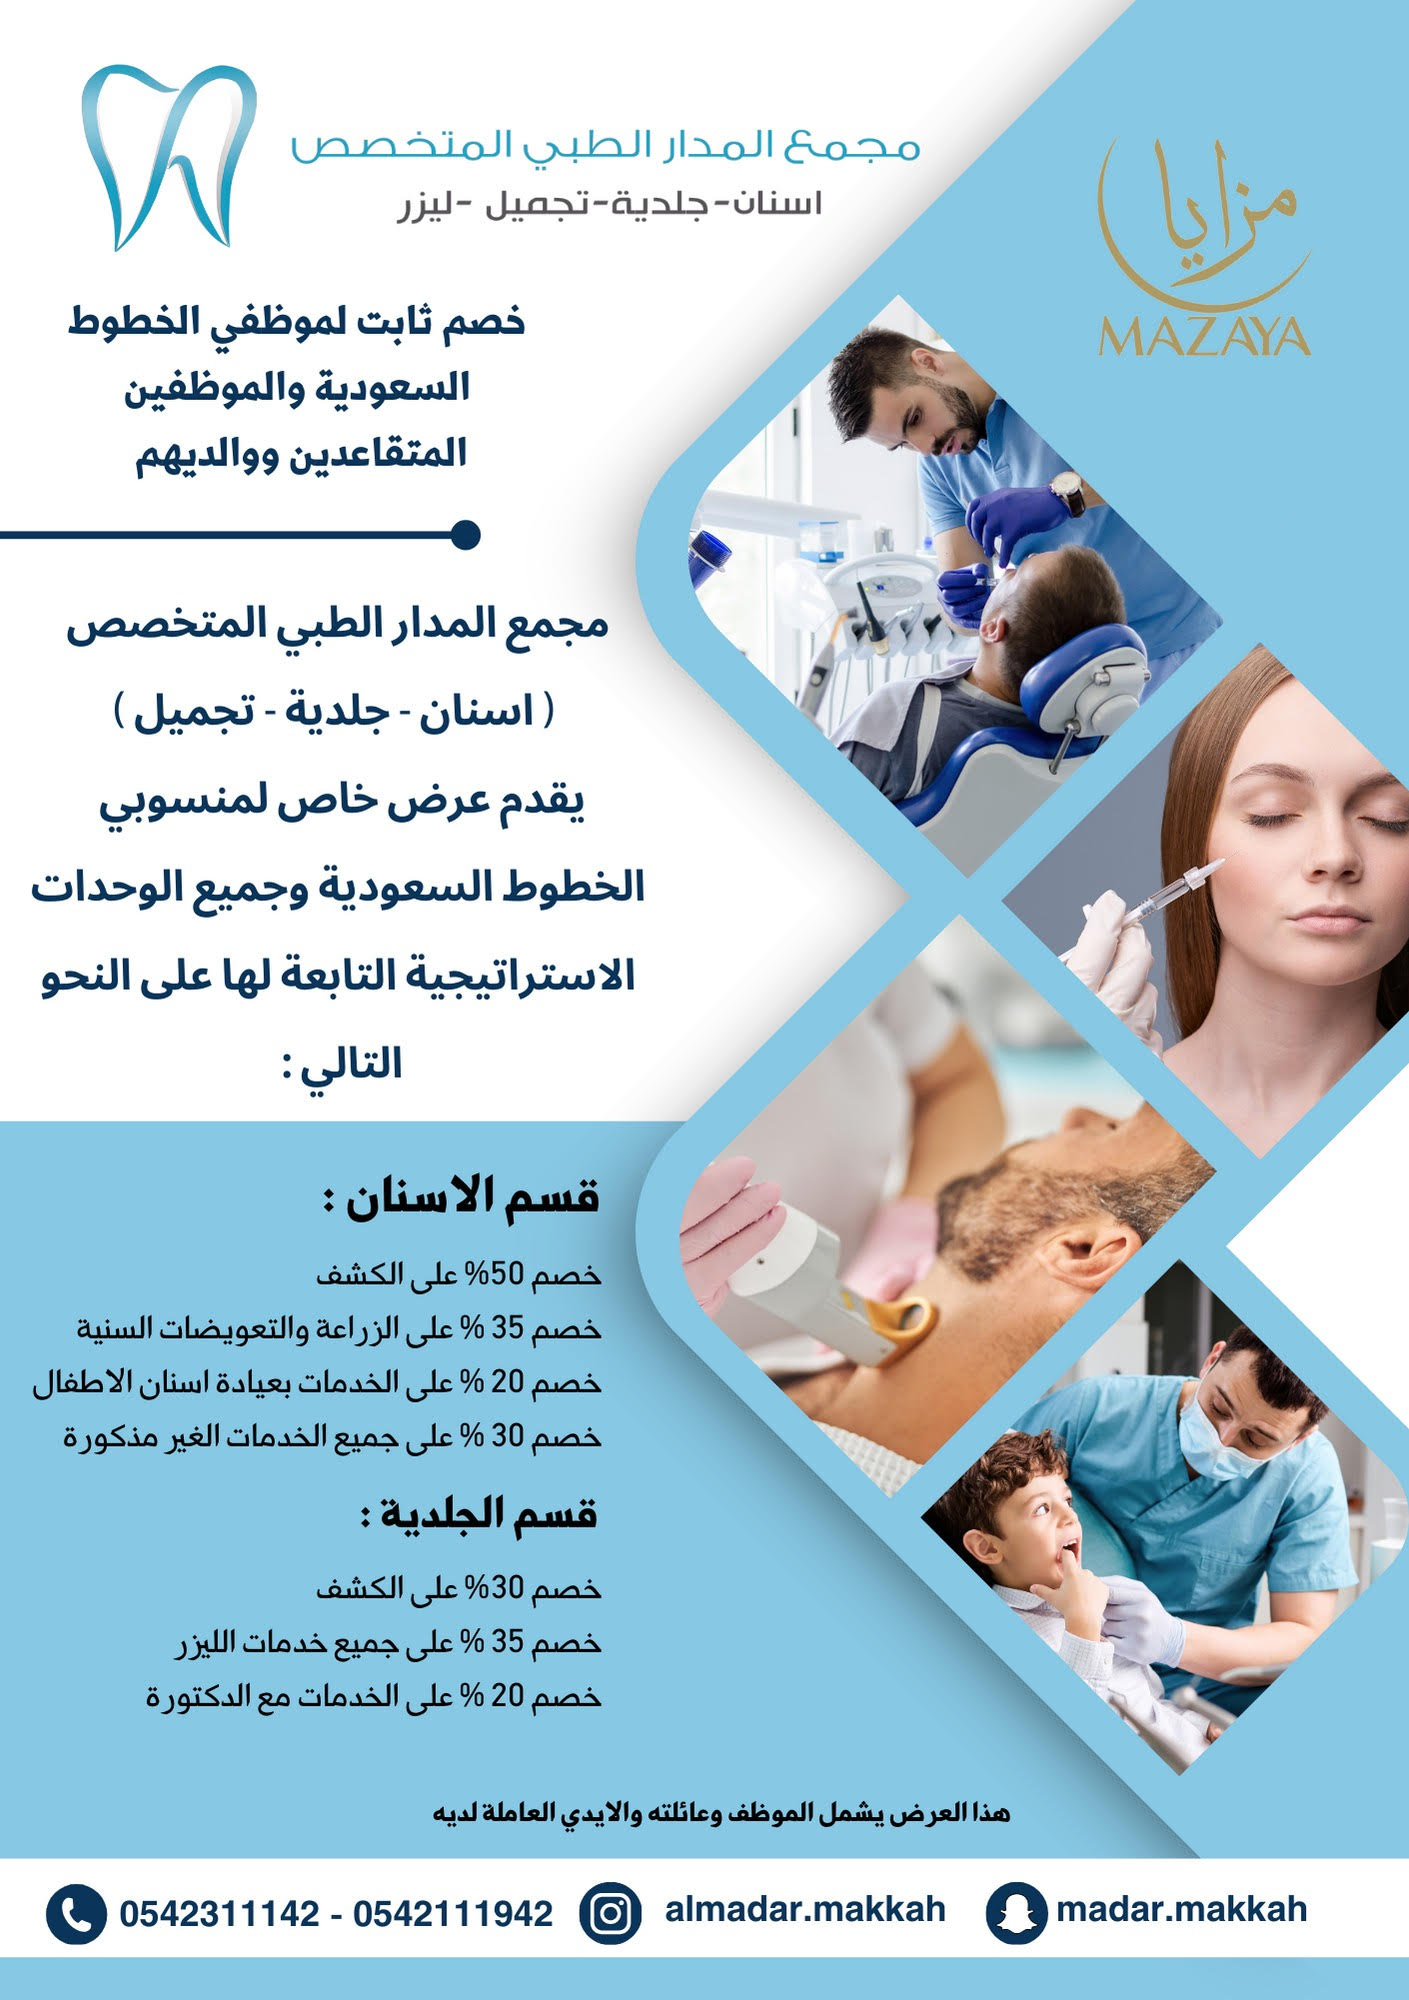 مجمع المدار الطبي المتخصص
اسنان-جلدية-تجميل -ليزر
مزايا
MAZAYA
خصم ثابت لموظفي الخطوط
السعودية والموظفين
المتقاعدين ووالديهم
مجمع المدار الطبي المتخصص
( اسنان - جلدية - تجميل )
يقدم عرض خاص لمنسوبي
الخطوط السعودية وجميع الوحدات
الاستراتيجية التابعة لها على النحو
التالي :
قسم الاسنان :
خصم 50% على الكشف
خصم 35 % على الزراعة والتعويضات السنية
خصم 20 % على الخدمات بعيادة اسنان الاطفال
خصم 30 % على جميع الخدمات الغير مذكورة
قسم الجلدية :
خصم 30% على الكشف
خصم 35 % على جميع خدمات الليزر
خصم 20 % على الخدمات مع الدكتورة
هذا العرض يشمل الموظف وعائلته والايدي العاملة لديه
0542311142 - 0542111942
almadar.makkah
madar.makkah